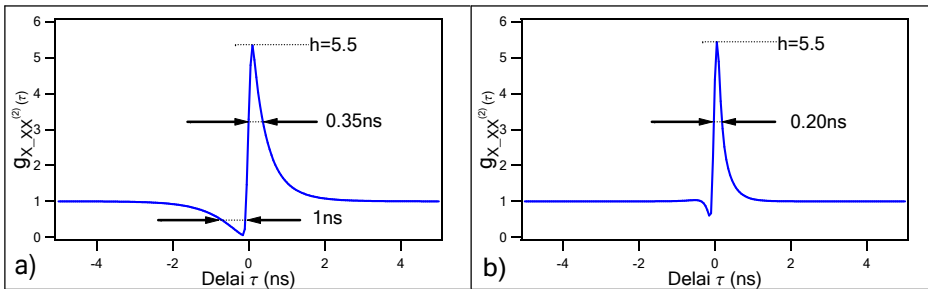 6
5
4
3
2
1
0
g_X_XX^(2)(τ)
h=5.5
0.35ns
1ns
-4 -2 0 2 4
Delai τ (ns)
a)
6
5
4
3
2
1
0
g_X_XX^(2)(τ)
h=5.5
0.20ns
-4 -2 0 2 4
Delai τ (ns)
b)